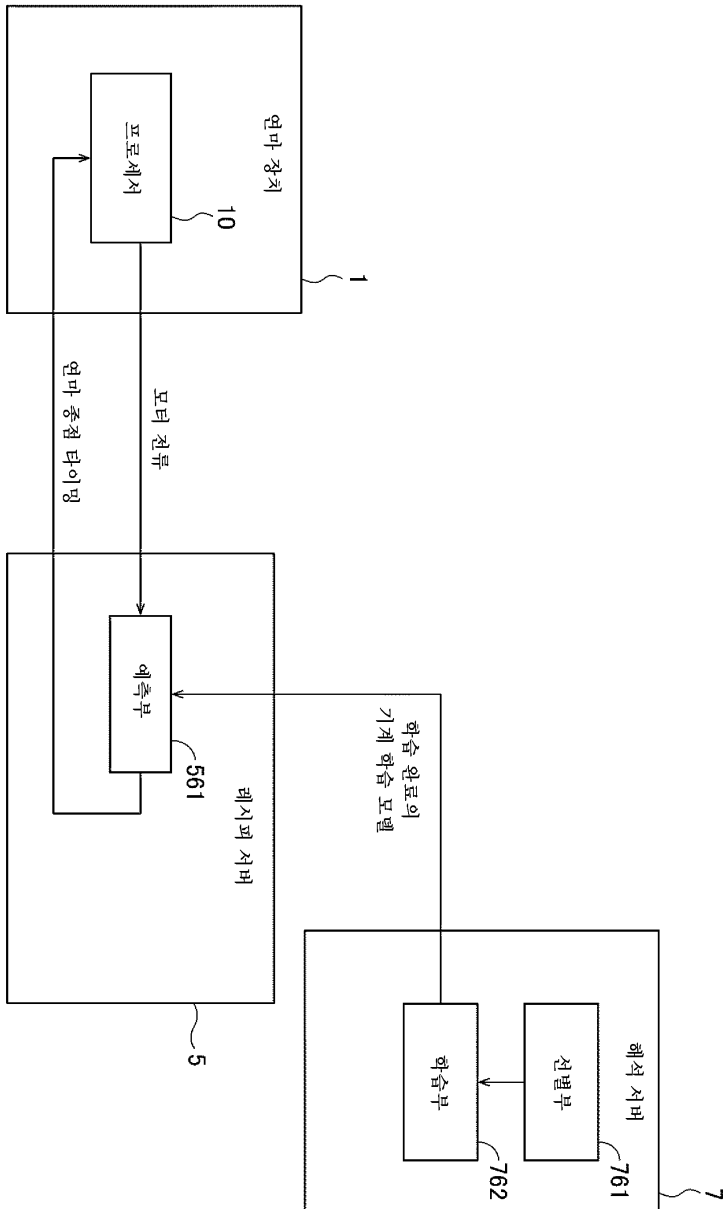 연마 장치
1
프로세서
10
모터 전류
연마 종점 타이밍
레시피 서버
5
예측부
561
학습 완료의
기계 학습 모델
해석 서버
7
선별부
761
학습부
762